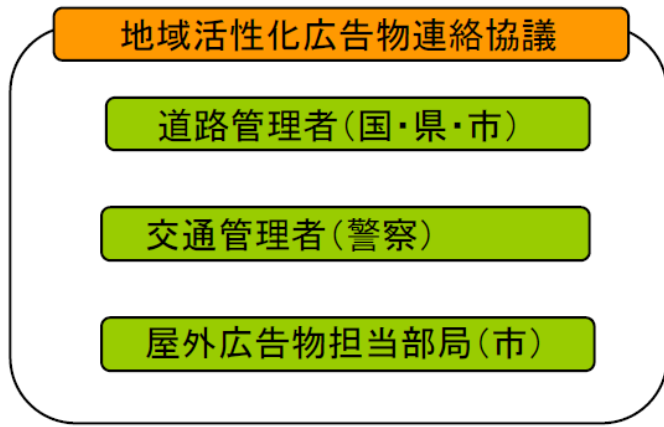 地域活性化広告物連絡協議
道路管理者(国・県・市)
交通管理者(警察)
屋外広告物担当部局(市)